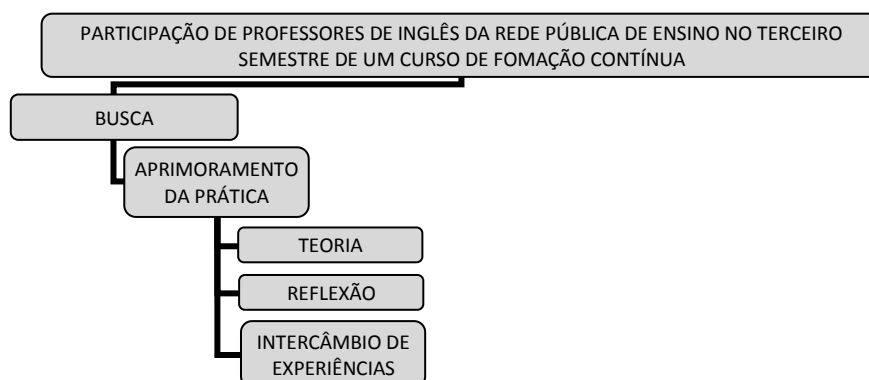 PARTICIPAÇÃO DE PROFESSORES DE INGLÊS DA REDE PÚBLICA DE ENSINO NO TERCEIRO
SEMESTRE DE UM CURSO DE FOMAÇÃO CONTÍNUA
BUSCA
APRIMORAMENTO
DA PRÁTICA
TEORIA
REFLEXÃO
INTERCÂMBIO DE
EXPERIÊNCIAS